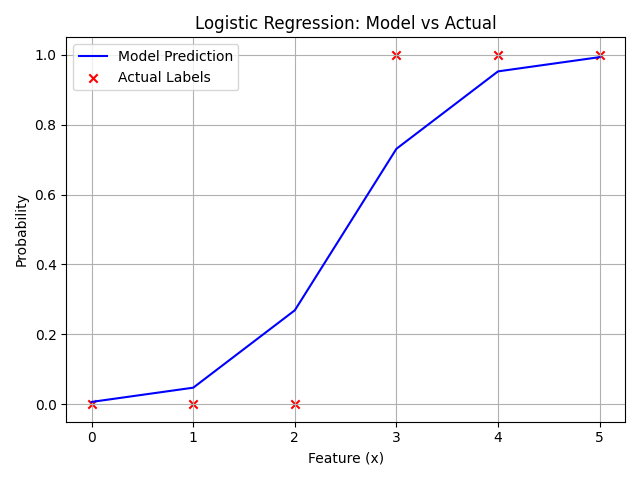 Logistic Regression: Model vs Actual
Model Prediction
Actual Labels
1.0
0.8
0.6
0.4
0.2
0.0
Probability
0 1 2 3 4 5
Feature (x)